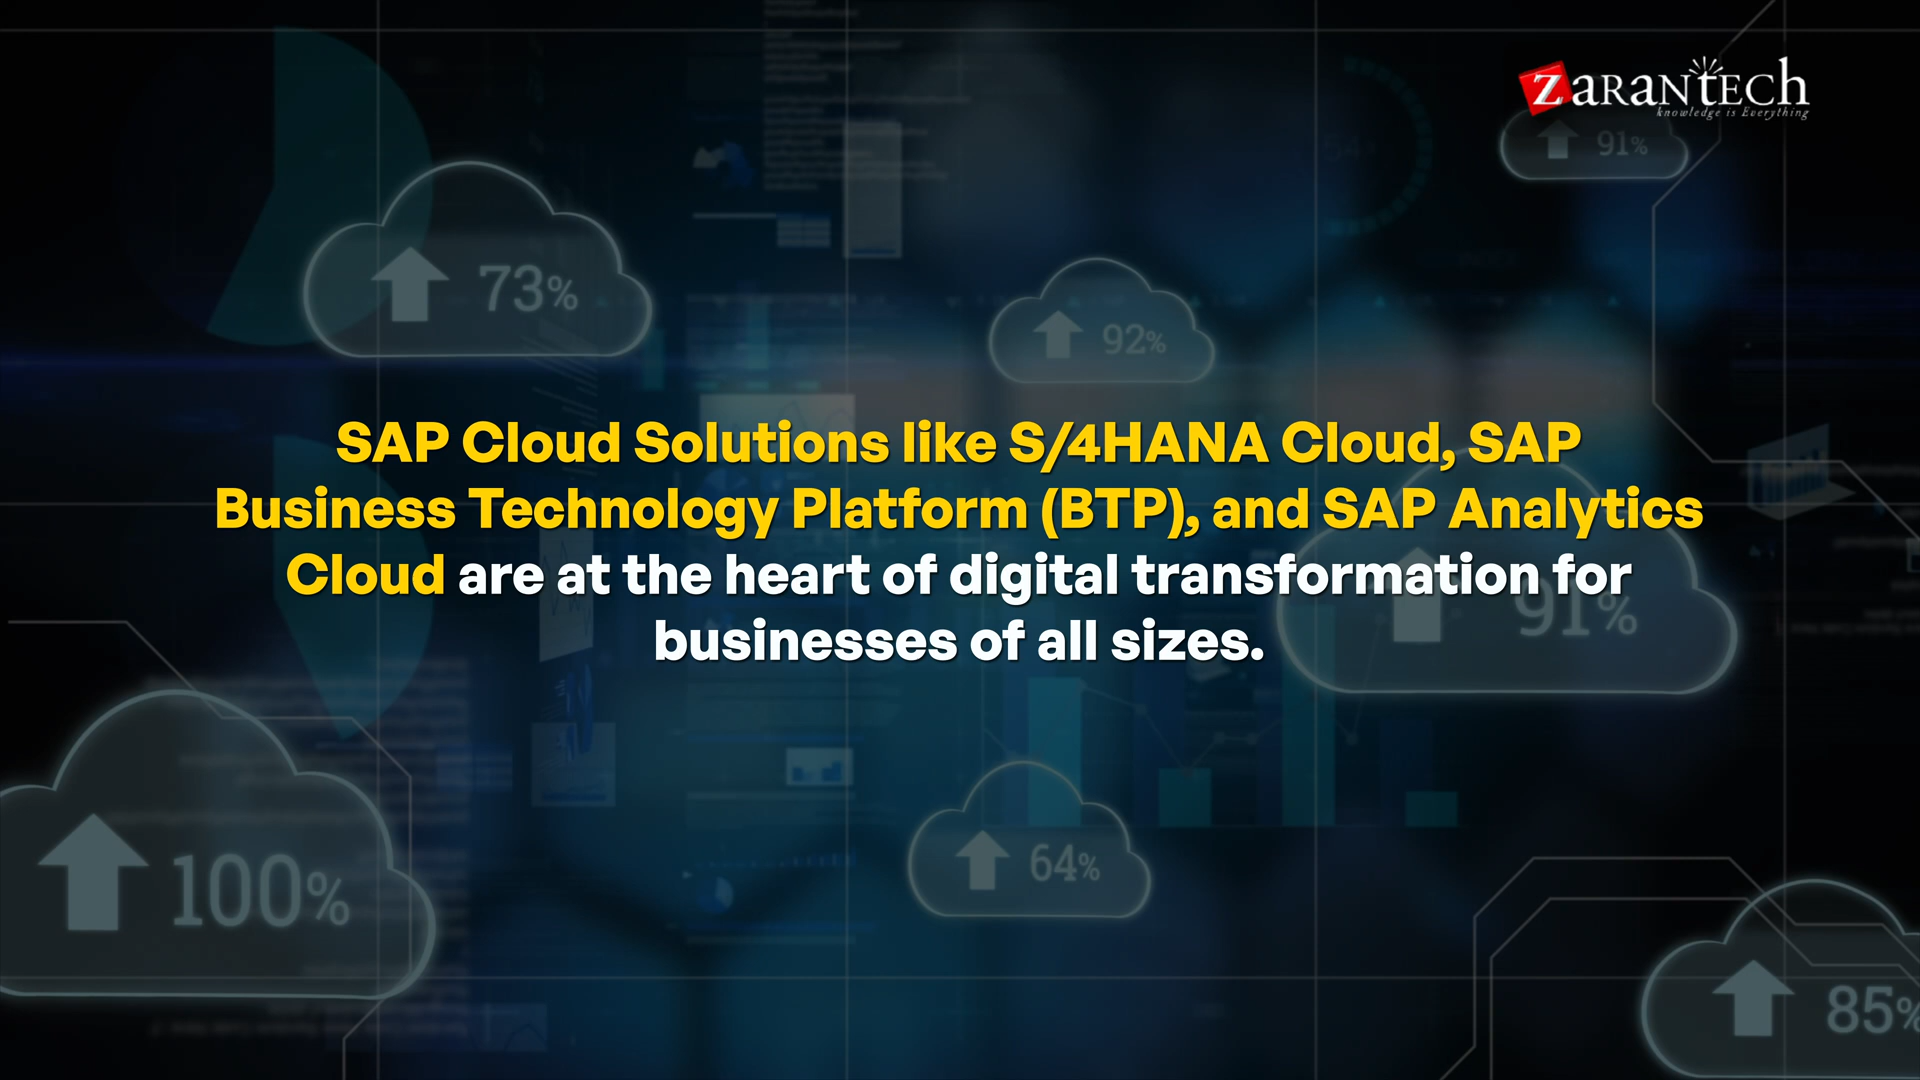 ZARANTECH
knowledge is Everything
91%
73%
92%
SAP Cloud Solutions like S/4HANA Cloud, SAP
Business Technology Platform (BTP), and SAP Analytics
Cloud are at the heart of digital transformation for
businesses of all sizes.
91%
100%
64%
85%